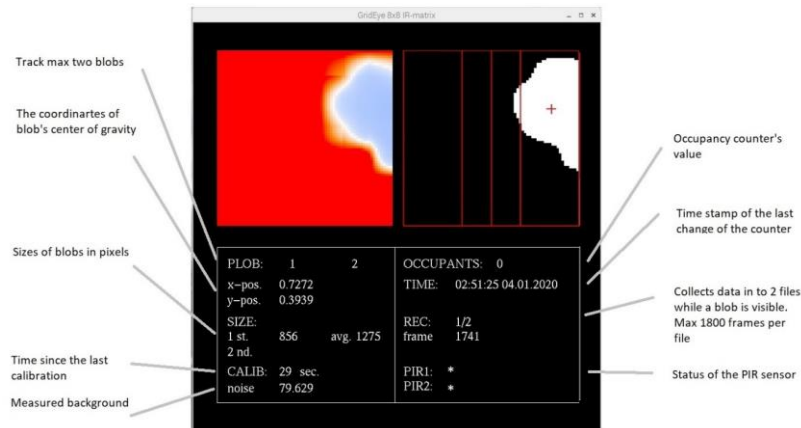 GridEye 8x8 IR-matrix
Track max two blobs
The coordinartes of
blob's center of gravity
Sizes of blobs in pixels
Time since the last
calibration
Measured background
PLOB: 1 2
x-pos. 0.7272
y-pos. 0.3939
SIZE:
1 st. 856 avg. 1275
2 nd.
CALIB: 29 sec.
noise 79.629
OCCUPANTS: 0
TIME: 02:51:25 04.01.2020
REC: 1/2
frame 1741
PIR1: *
PIR2: *
Occupancy counter's
value
Time stamp of the last
change of the counter
Collects data in to 2 files
while a blob is visible.
Max 1800 frames per
file
Status of the PIR sensor